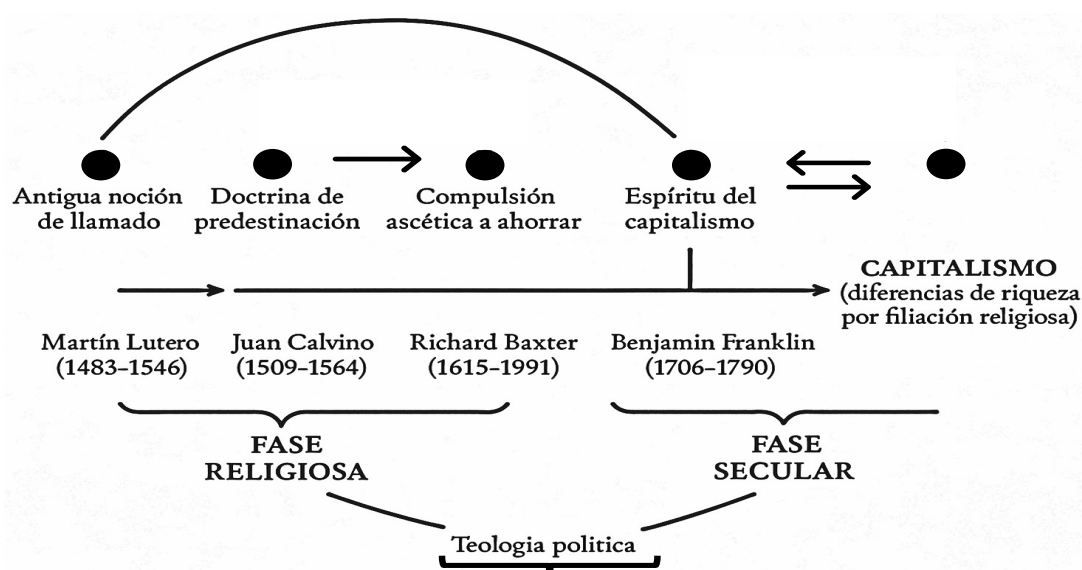 Antigua noción
de llamado
Doctrina de
predestinación
Compulsión
ascética a ahorrar
Espíritu del
capitalismo
CAPITALISMO
(diferencias de riqueza
por filiación religiosa)
Martín Lutero
(1483–1546)
Juan Calvino
(1509–1564)
Richard Baxter
(1615–1991)
Benjamin Franklin
(1706–1790)
FASE
RELIGIOSA
FASE
SECULAR
Teologia politica